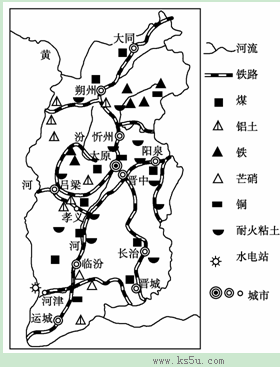 大同
黄
朔州
汾
忻州
太原
阳泉
晋中
河
吕梁
孝义
河
长治
临汾
河津
晋城
运城
河流
铁路
煤
铝土
铁
芒硝
铜
耐火粘土
水电站
城市
www.ks5u.com